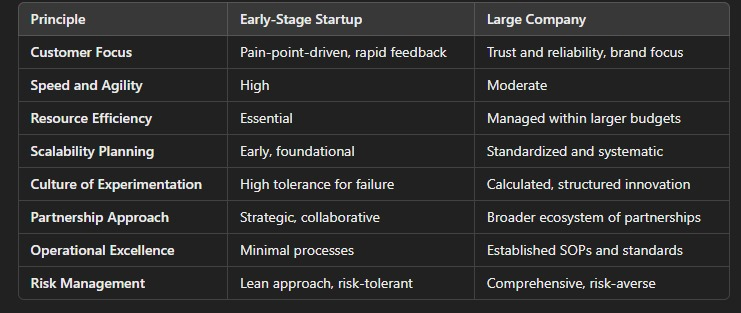 Principle Early-Stage Startup Large Company
Customer Focus Pain-point-driven, rapid feedback Trust and reliability, brand focus
Speed and Agility High Moderate
Resource Efficiency Essential Managed within larger budgets
Scalability Planning Early, foundational Standardized and systematic
Culture of Experimentation High tolerance for failure Calculated, structured innovation
Partnership Approach Strategic, collaborative Broader ecosystem of partnerships
Operational Excellence Minimal processes Established SOPs and standards
Risk Management Lean approach, risk-tolerant Comprehensive, risk-averse